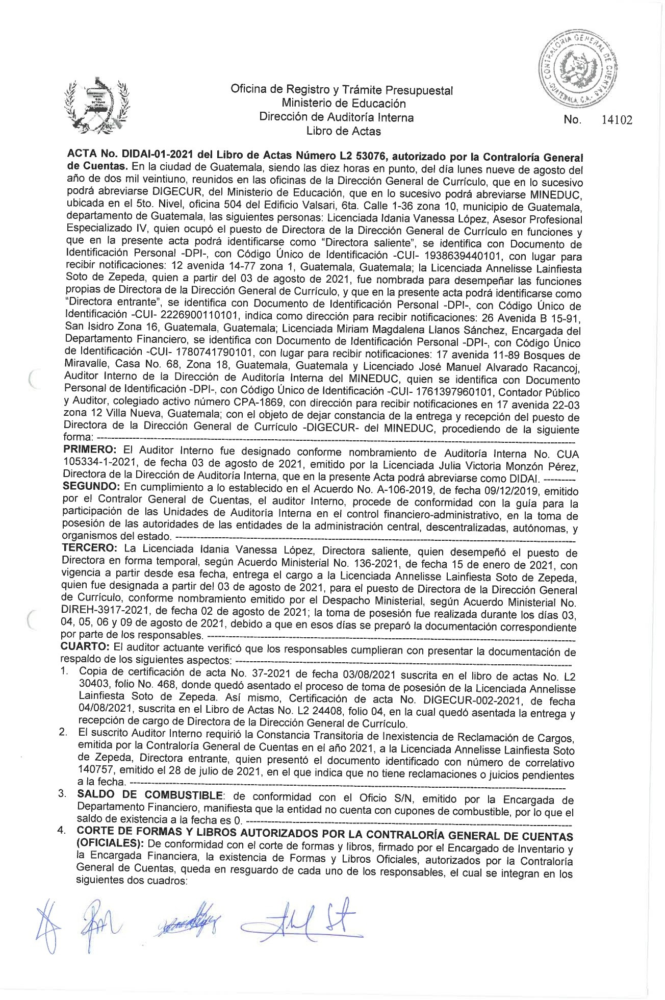 CONTRALORÍA GENERAL DE CUENTAS
GUATEMALA, C.A.
Oficina de Registro y Trámite Presupuestal
Ministerio de Educación
Dirección de Auditoría Interna
Libro de Actas
No. 14102
ACTA No. DIDAI-01-2021 del Libro de Actas Número L2 53076, autorizado por la Contraloría General
de Cuentas. En la ciudad de Guatemala, siendo las diez horas en punto, del día lunes nueve de agosto del
año de dos mil veintiuno, reunidos en las oficinas de la Dirección General de Currículo, que en lo sucesivo
podrá abreviarse DIGECUR, del Ministerio de Educación, que en lo sucesivo podrá abreviarse MINEDUC,
ubicada en el 5to. Nivel, oficina 504 del Edificio Valsari, 6ta. Calle 1-36 zona 10, municipio de Guatemala,
departamento de Guatemala, las siguientes personas: Licenciada Idania Vanessa López, Asesor Profesional
Especializado IV, quien ocupó el puesto de Directora de la Dirección General de Currículo en funciones y
que en la presente acta podrá identificarse como "Directora saliente", se identifica con Documento de
Identificación Personal -DPI-, con Código Único de Identificación -CUI- 1938639440101, con lugar para
recibir notificaciones: 12 avenida 14-77 zona 1, Guatemala, Guatemala; la Licenciada Annelisse Lainfiesta
Soto de Zepeda, quien a partir del 03 de agosto de 2021, fue nombrada para desempeñar las funciones
propias de Directora de la Dirección General de Currículo, y que en la presente acta podrá identificarse como
"Directora entrante", se identifica con Documento de Identificación Personal -DPI-, con Código Único de
Identificación -CUI- 2226900110101, indica como dirección para recibir notificaciones: 26 Avenida B 15-91,
San Isidro Zona 16, Guatemala, Guatemala; Licenciada Miriam Magdalena Llanos Sánchez, Encargada del
Departamento Financiero, se identifica con Documento de Identificación Personal -DPI-, con Código Único
de Identificación -CUI- 1780741790101, con lugar para recibir notificaciones: 17 avenida 11-89 Bosques de
Miravalle, Casa No. 68, Zona 18, Guatemala, Guatemala y Licenciado José Manuel Alvarado Racancoj,
Auditor Interno de la Dirección de Auditoría Interna del MINEDUC, quien se identifica con Documento
Personal de Identificación -DPI-, con Código Único de Identificación -CUI- 1761397960101, Contador Público
y Auditor, colegiado activo número CPA-1869, con dirección para recibir notificaciones en 17 avenida 22-03
zona 12 Villa Nueva, Guatemala; con el objeto de dejar constancia de la entrega y recepción del puesto de
Directora de la Dirección General de Currículo -DIGECUR- del MINEDUC, procediendo de la siguiente
forma: ----------
PRIMERO: El Auditor Interno fue designado conforme nombramiento de Auditoría Interna No. CUA
105334-1-2021, de fecha 03 de agosto de 2021, emitido por la Licenciada Julia Victoria Monzón Pérez,
Directora de la Dirección de Auditoría Interna, que en la presente Acta podrá abreviarse como DIDAI. ---------
SEGUNDO: En cumplimiento a lo establecido en el Acuerdo No. A-106-2019, de fecha 09/12/2019, emitido
por el Contralor General de Cuentas, el auditor Interno, procede de conformidad con la guía para la
participación de las Unidades de Auditoría Interna en el control financiero-administrativo, en la toma de
posesión de las autoridades de las entidades de la administración central, descentralizadas, autónomas, y
organismos del estado. ----------
TERCERO: La Licenciada Idania Vanessa López, Directora saliente, quien desempeñó el puesto de
Directora en forma temporal, según Acuerdo Ministerial No. 136-2021, de fecha 15 de enero de 2021, con
vigencia a partir desde esa fecha, entrega el cargo a la Licenciada Annelisse Lainfiesta Soto de Zepeda,
quien fue designada a partir del 03 de agosto de 2021, para el puesto de Directora de la Dirección General
de Currículo, conforme nombramiento emitido por el Despacho Ministerial, según Acuerdo Ministerial No.
DIREH-3917-2021, de fecha 02 de agosto de 2021; la toma de posesión fue realizada durante los días 03,
04, 05, 06 y 09 de agosto de 2021, debido a que en esos días se preparó la documentación correspondiente
por parte de los responsables. ----------
CUARTO: El auditor actuante verificó que los responsables cumplieran con presentar la documentación de
respaldo de los siguientes aspectos: ----------
1. Copia de certificación de acta No. 37-2021 de fecha 03/08/2021 suscrita en el libro de actas No. L2
30403, folio No. 468, donde quedó asentado el proceso de toma de posesión de la Licenciada Annelisse
Lainfiesta Soto de Zepeda. Así mismo, Certificación de acta No. DIGECUR-002-2021, de fecha
04/08/2021, suscrita en el Libro de Actas No. L2 24408, folio 04, en la cual quedó asentada la entrega y
recepción de cargo de Directora de la Dirección General de Currículo.
2. El suscrito Auditor Interno requirió la Constancia Transitoria de Inexistencia de Reclamación de Cargos,
emitida por la Contraloría General de Cuentas en el año 2021, a la Licenciada Annelisse Lainfiesta Soto
de Zepeda, Directora entrante, quien presentó el documento identificado con número de correlativo
140757, emitido el 28 de julio de 2021, en el que indica que no tiene reclamaciones o juicios pendientes
a la fecha. ----------
3. SALDO DE COMBUSTIBLE: de conformidad con el Oficio S/N, emitido por la Encargada de
Departamento Financiero, manifiesta que la entidad no cuenta con cupones de combustible, por lo que el
saldo de existencia a la fecha es 0. ----------
4. CORTE DE FORMAS Y LIBROS AUTORIZADOS POR LA CONTRALORÍA GENERAL DE CUENTAS
(OFICIALES): De conformidad con el corte de formas y libros, firmado por el Encargado de Inventario y
la Encargada Financiera, la existencia de Formas y Libros Oficiales, autorizados por la Contraloría
General de Cuentas, queda en resguardo de cada uno de los responsables, el cual se integran en los
siguientes dos cuadros: